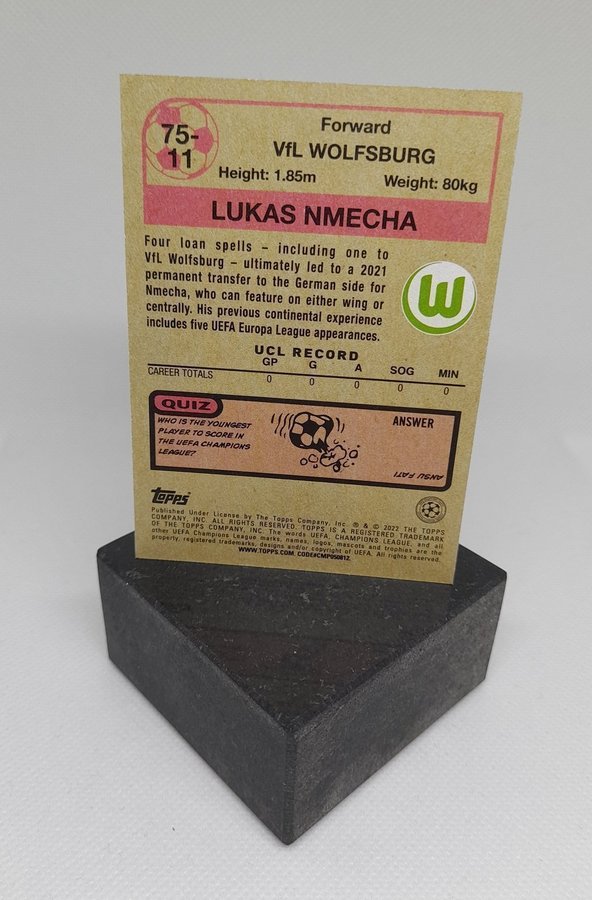 75-
11
Forward
VfL WOLFSBURG
Height: 1.85m Weight: 80kg
LUKAS NMECHA
Four loan spells – including one to
VfL Wolfsburg – ultimately led to a 2021
permanent transfer to the German side for
Nmecha, who can feature on either wing or
centrally. His previous continental experience
includes five UEFA Europa League appearances.
W
UCL RECORD
GP G A SOG MIN
CAREER TOTALS 0 0 0 0 0
QUIZ
WHO IS THE YOUNGEST
PLAYER TO SCORE IN
THE UEFA CHAMPIONS
LEAGUE?
ANSWER
ANSU FATI
Topps
Published Under License by The Topps Company, Inc. ® & © 2022 THE TOPPS
COMPANY, INC. ALL RIGHTS RESERVED. TOPPS IS A REGISTERED TRADEMARK
OF THE TOPPS COMPANY, INC. The words UEFA, CHAMPIONS LEAGUE, and all
other UEFA Champions League marks, names, logos, mascots and trophies are the
property, registered trademarks, designs and/or copyright of UEFA. All rights reserved.
WWW.TOPPS.COM. CODE#CMP050812.